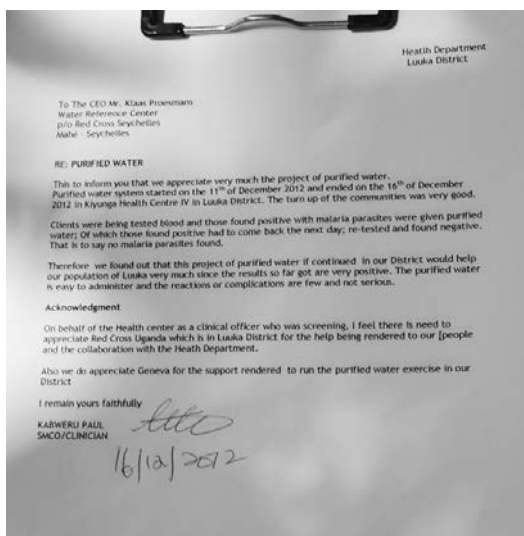 Heatlh Department
Luuka District
To The CEO Mr. Klaas Proesmans
Water Reference Center
p/o Red Cross Seychelles
Mahé - Seychelles
RE: PURIFIED WATER
This to inform you that we appreciate very much the project of purified water.
Purified water system started on the 11th of December 2012 and ended on the 16th of December
2012 in Kiyunga Health Centre IV in Luuka District. The turn up of the communities was very good.
Clients were being tested blood and those found positive with malaria parasites were given purified
water; Of which those found positive had to come back the next day; re-tested and found negative.
That is to say no malaria parasites found.
Therefore we found out that this project of purified water if continued in our District would help
our population of Luuka very much since the results so far got are very positive. The purified water
is easy to administer and the reactions or complications are few and not serious.
Acknowledgment
On behalf of the Health center as a clinical officer who was screening, I feel there is need to
appreciate Red Cross Uganda which is in Luuka District for the help being rendered to our [people
and the collaboration with the Heath Department.
Also we do appreciate Geneva for the support rendered to run the purified water exercise in our
District
I remain yours faithfully
KABWERU PAUL
SMCO/CLINICIAN
16/12/2012